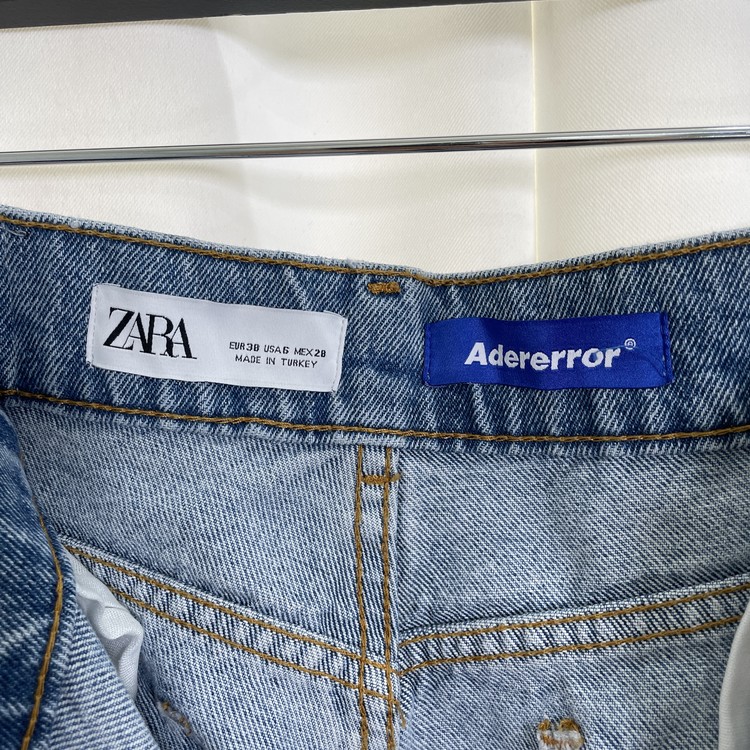 ZARA
EUR38 USA6 MEX28
MADE IN TURKEY
Adererror®